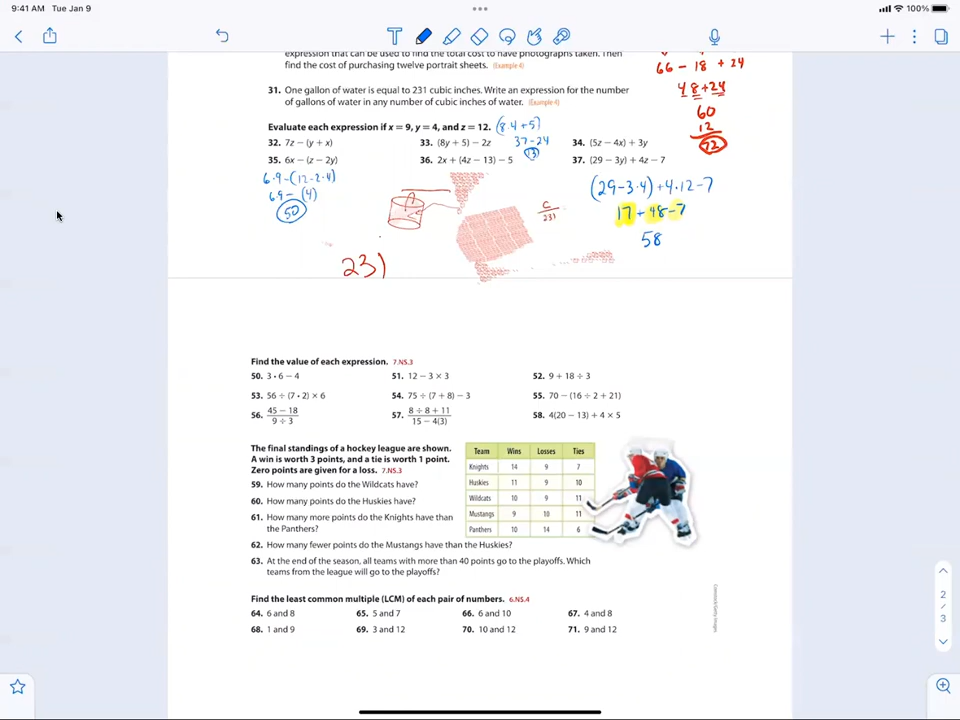 9:41 AM Tue Jan 9
100%
expression that can be used to find the total cost to have photographs taken. Then
find the cost of purchasing twelve portrait sheets. (Example 4)
66 - 18 + 24
48 + 24
60
12
72
31. One gallon of water is equal to 231 cubic inches. Write an expression for the number
of gallons of water in any number of cubic inches of water. (Example 4)
Evaluate each expression if x = 9, y = 4, and z = 12.
(8·4+5)
37-24
13
32. 7z − (y + x)
33. (8y + 5) − 2z
34. (5z − 4x) + 3y
35. 6x − (z − 2y)
36. 2x + (4z − 13) − 5
37. (29 − 3y) + 4z − 7
6·9-(12-2·4)
6·9- (4)
50
C/231
(29-3·4)+4·12-7
17 + 48-7
58
231
Find the value of each expression. 7.NS.3
50. 3 • 6 − 4
51. 12 − 3 × 3
52. 9 + 18 ÷ 3
53. 56 ÷ (7 • 2) × 6
54. 75 ÷ (7 + 8) − 3
55. 70 − (16 ÷ 2 + 21)
56. 45 − 18 / 9 ÷ 3
57. 8 ÷ 8 + 11 / 15 − 4(3)
58. 4(20 − 13) + 4 × 5
The final standings of a hockey league are shown.
A win is worth 3 points, and a tie is worth 1 point.
Zero points are given for a loss. 7.NS.3
59. How many points do the Wildcats have?
60. How many points do the Huskies have?
61. How many more points do the Knights have than
the Panthers?
Team Wins Losses Ties
Knights 14 9 7
Huskies 11 9 10
Wildcats 10 9 11
Mustangs 9 10 11
Panthers 10 14 6
62. How many fewer points do the Mustangs have than the Huskies?
63. At the end of the season, all teams with more than 40 points go to the playoffs. Which
teams from the league will go to the playoffs?
Find the least common multiple (LCM) of each pair of numbers. 6.NS.4
64. 6 and 8
65. 5 and 7
66. 6 and 10
67. 4 and 8
68. 1 and 9
69. 3 and 12
70. 10 and 12
71. 9 and 12
2
/
3